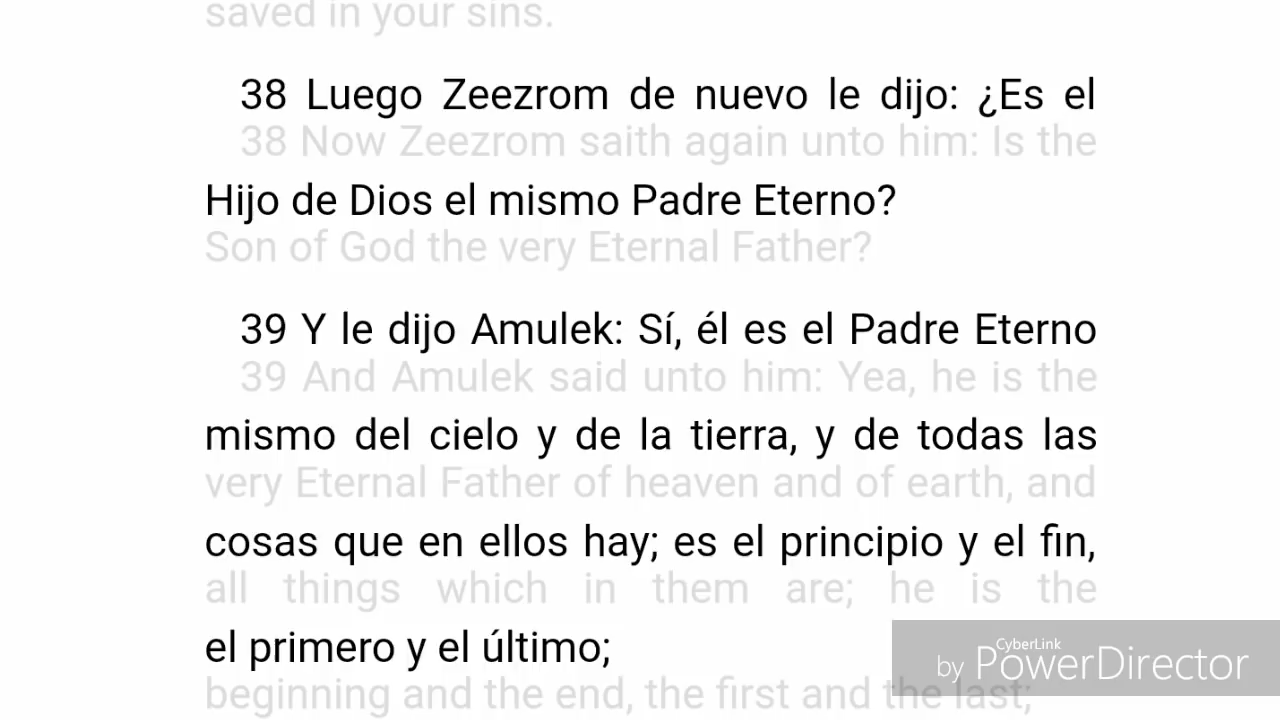 saved in your sins.
38 Luego Zeezrom de nuevo le dijo: ¿Es el
38 Now Zeezrom saith again unto him: Is the
Hijo de Dios el mismo Padre Eterno?
Son of God the very Eternal Father?
39 Y le dijo Amulek: Sí, él es el Padre Eterno
39 And Amulek said unto him: Yea, he is the
mismo del cielo y de la tierra, y de todas las
very Eternal Father of heaven and of earth, and
cosas que en ellos hay; es el principio y el fin,
all things which in them are; he is the
el primero y el último;
beginning and the end, the first and the last;
CyberLink
by PowerDirector